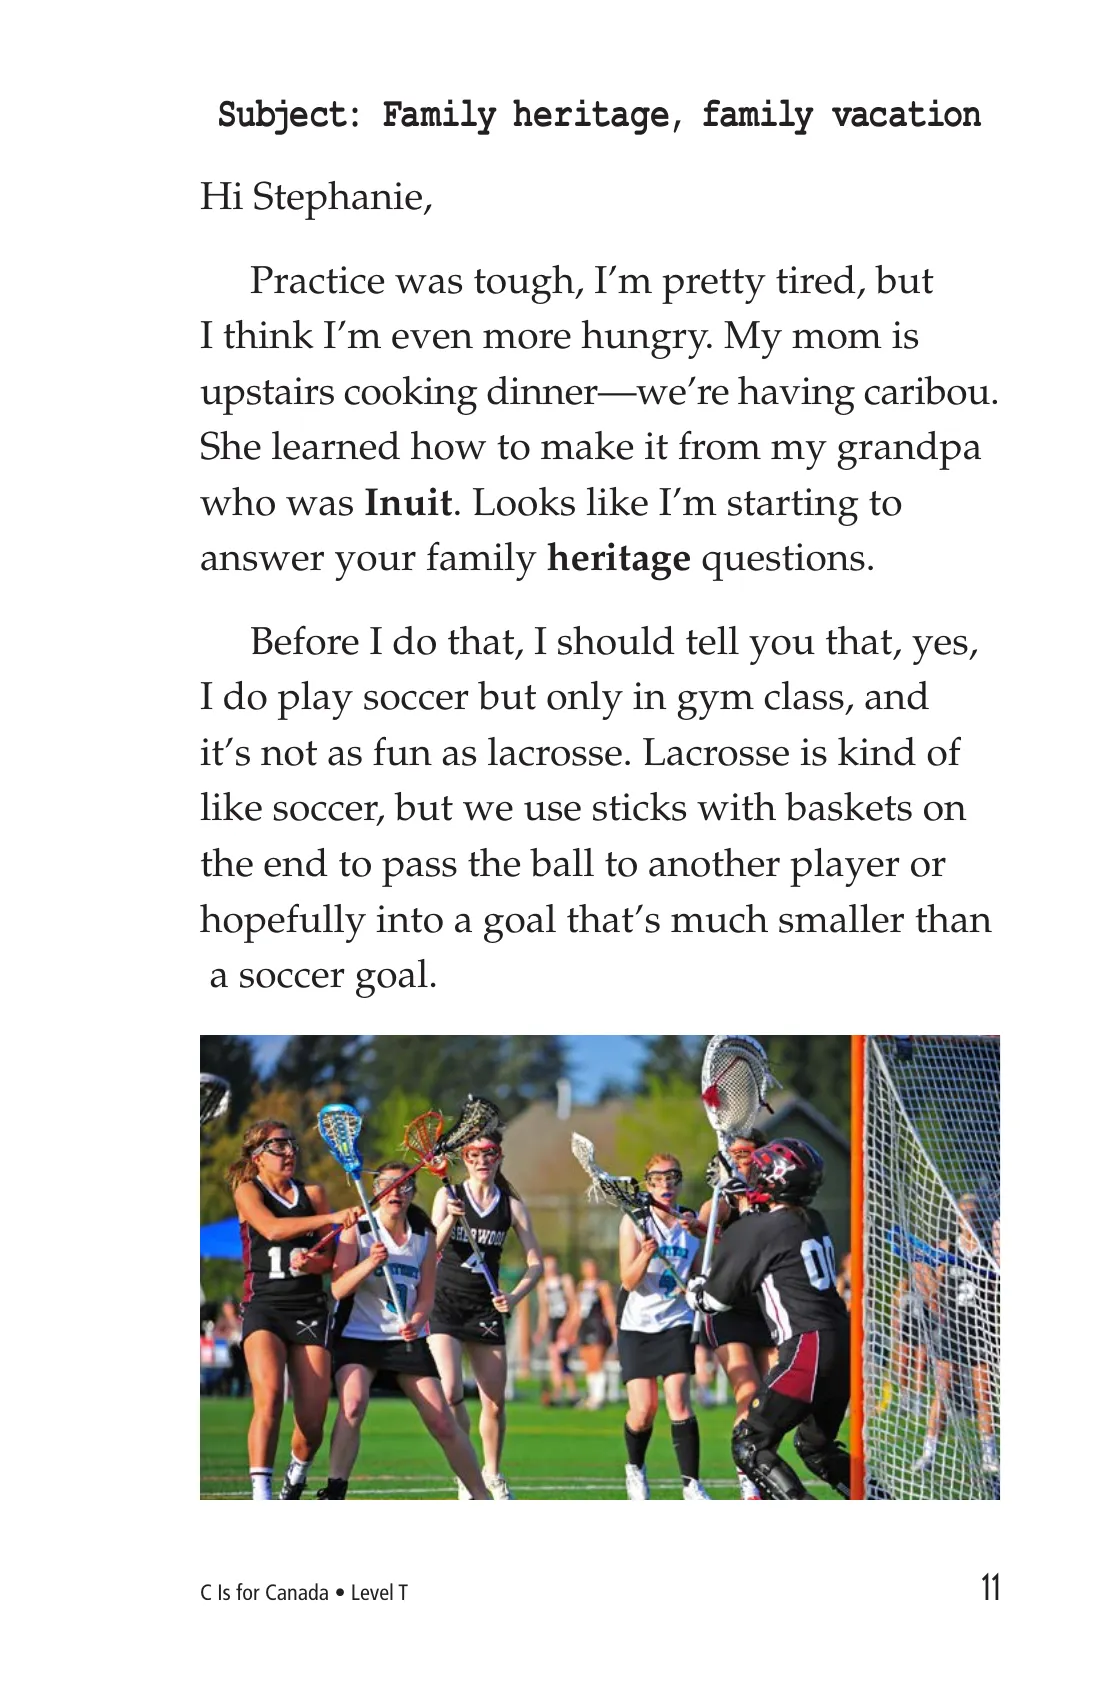 Subject: Family heritage, family vacation
Hi Stephanie,
Practice was tough, I’m pretty tired, but
I think I’m even more hungry. My mom is
upstairs cooking dinner—we’re having caribou.
She learned how to make it from my grandpa
who was Inuit. Looks like I’m starting to
answer your family heritage questions.
Before I do that, I should tell you that, yes,
I do play soccer but only in gym class, and
it’s not as fun as lacrosse. Lacrosse is kind of
like soccer, but we use sticks with baskets on
the end to pass the ball to another player or
hopefully into a goal that’s much smaller than
a soccer goal.
SHERWOOD
4
00
C Is for Canada • Level T
11